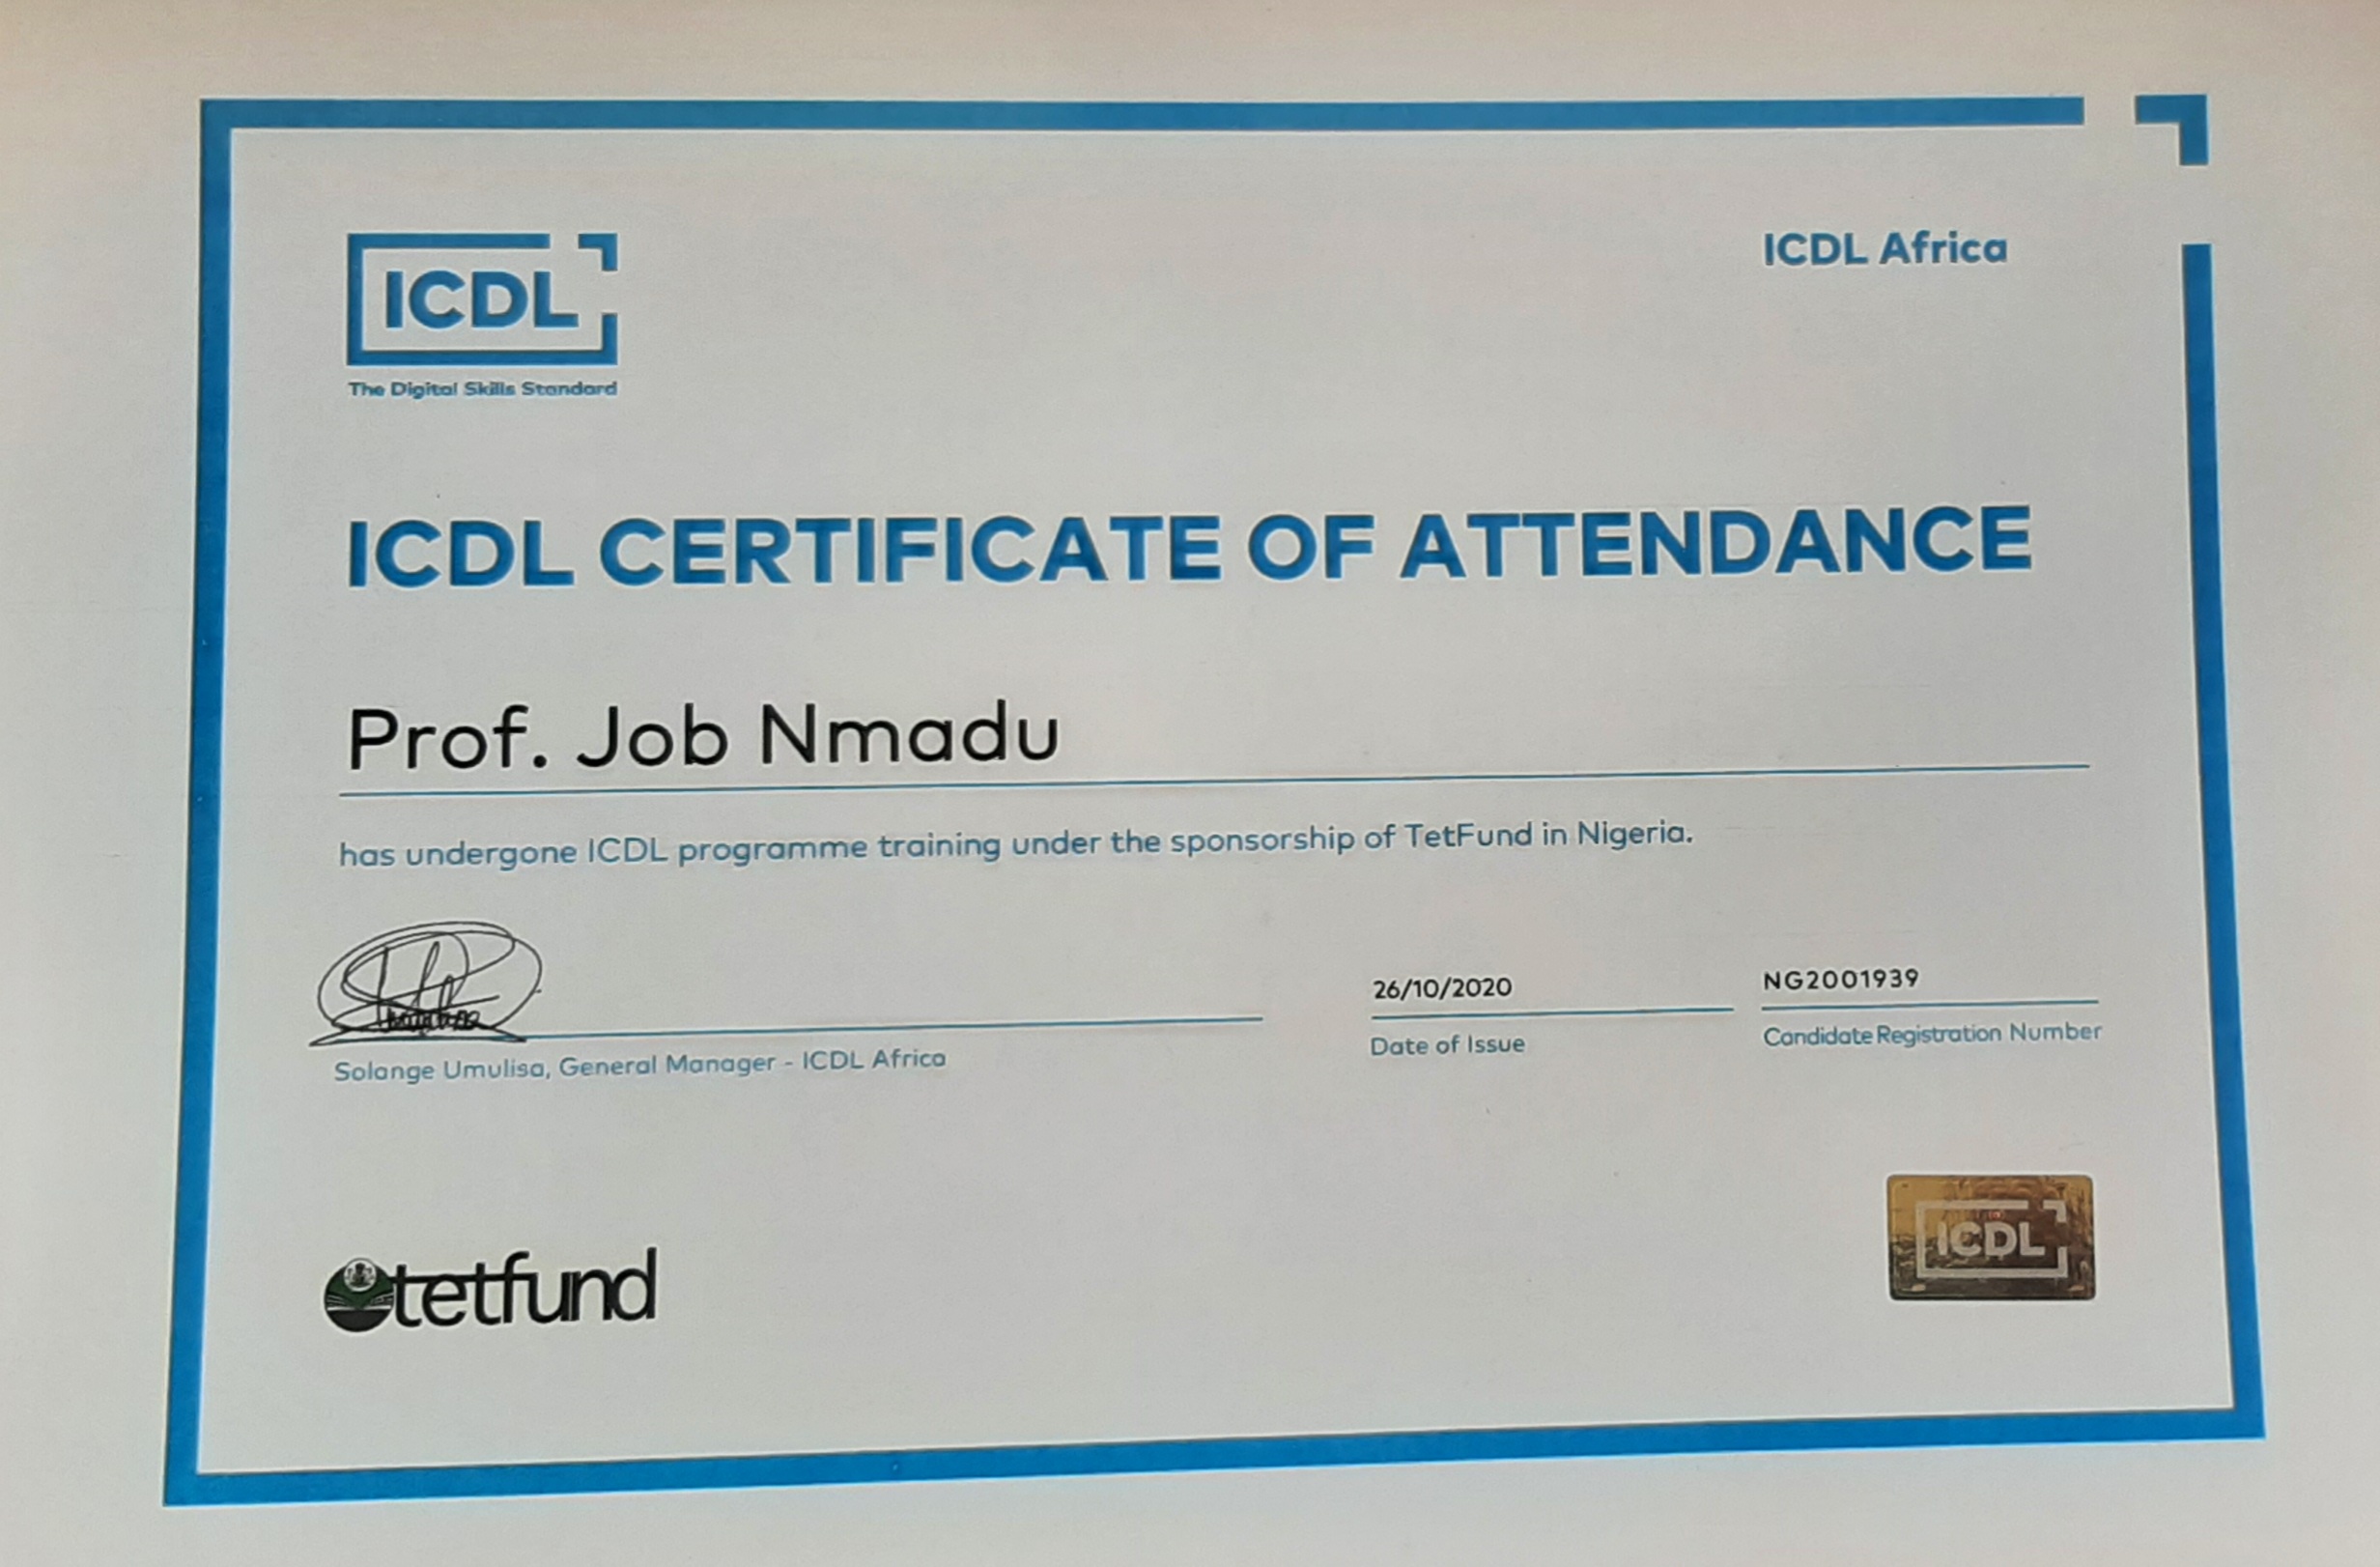 ICDL
The Digital Skills Standard
ICDL Africa
ICDL CERTIFICATE OF ATTENDANCE
Prof. Job Nmadu
has undergone ICDL programme training under the sponsorship of TetFund in Nigeria.
26/10/2020
NG2001939
Solange Umulisa, General Manager - ICDL Africa
Date of Issue
Candidate Registration Number
tetfund
ICDL